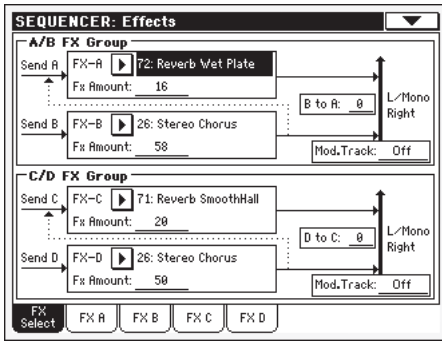 SEQUENCER: Effects
A/B FX Group
Send A FX-A 72: Reverb Wet Plate
Fx Amount: 16
B to A: 0
L/Mono
Right
Send B FX-B 26: Stereo Chorus
Fx Amount: 58
Mod.Track: Off
C/D FX Group
Send C FX-C 71: Reverb SmoothHall
Fx Amount: 20
D to C: 0
L/Mono
Right
Send D FX-D 26: Stereo Chorus
Fx Amount: 50
Mod.Track: Off
FX Select FX A FX B FX C FX D